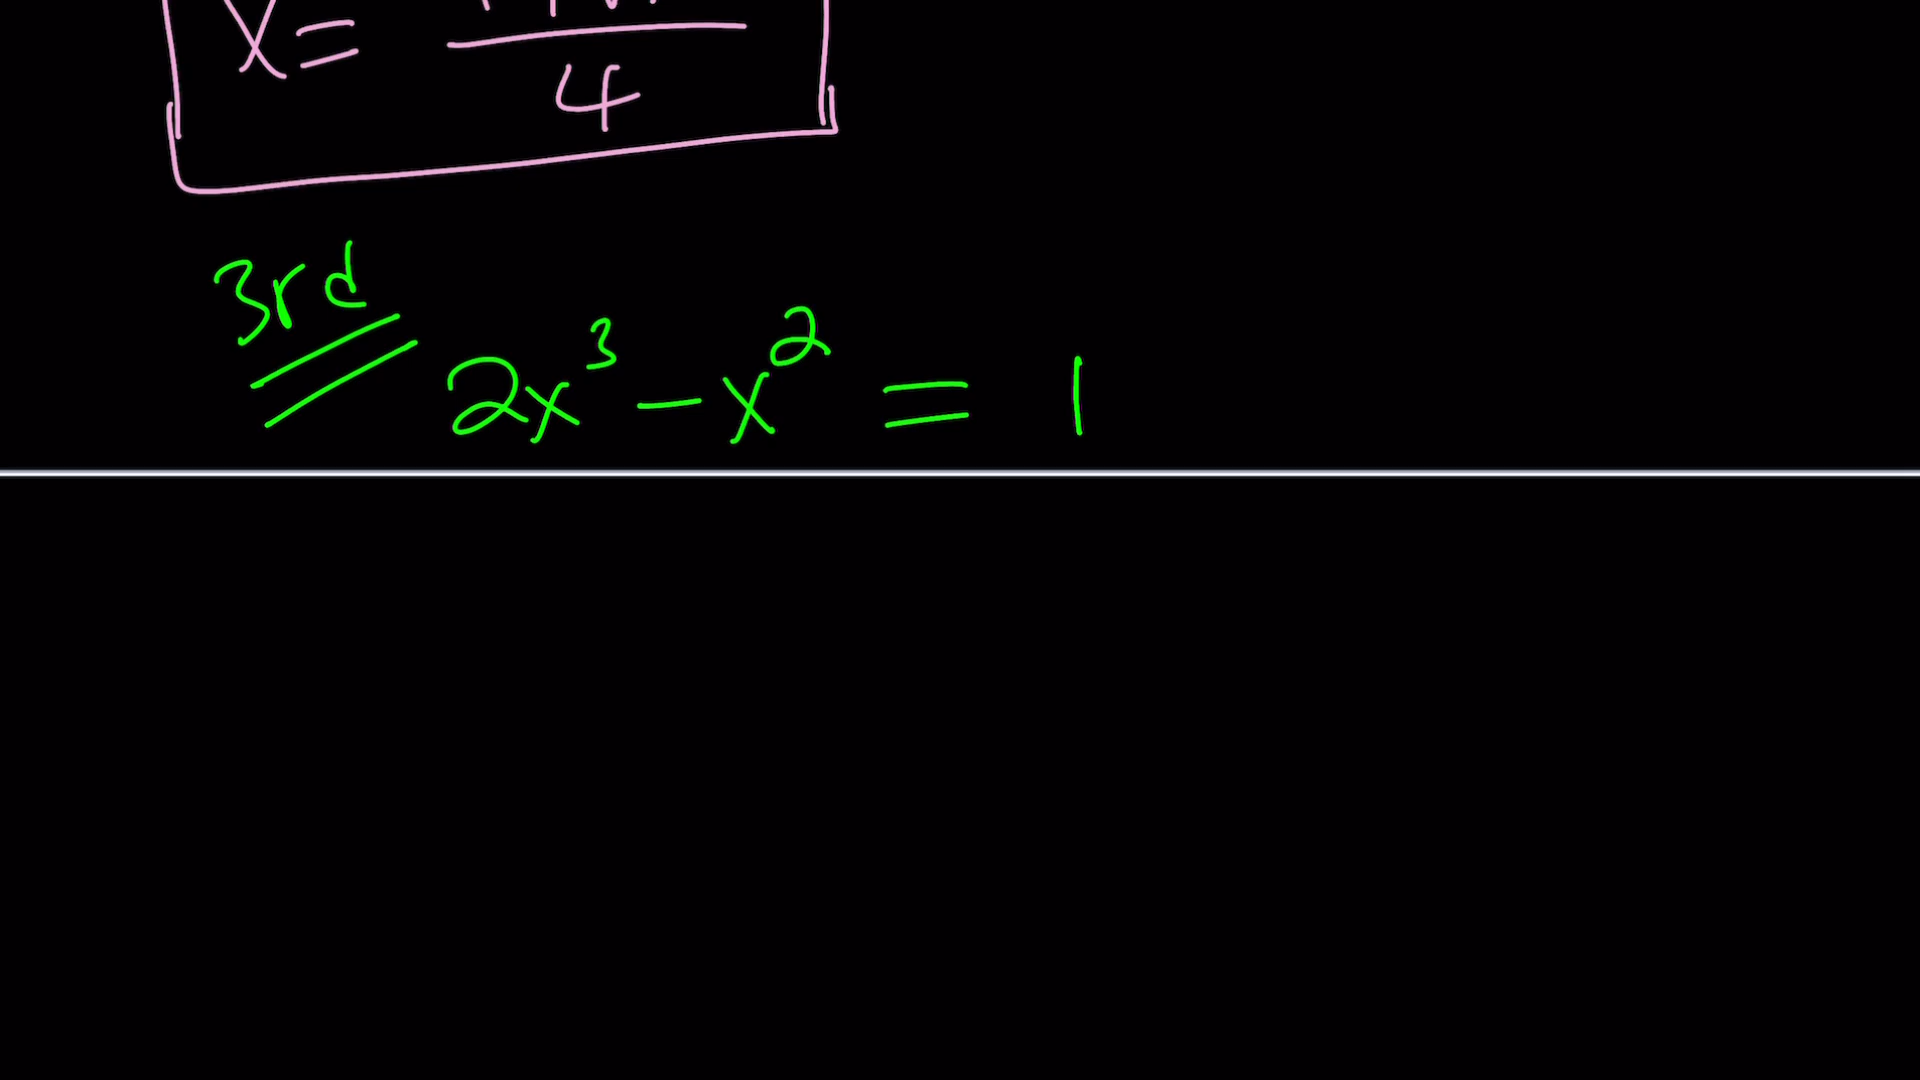 X=
4
3rd
2x³ - x² = 1